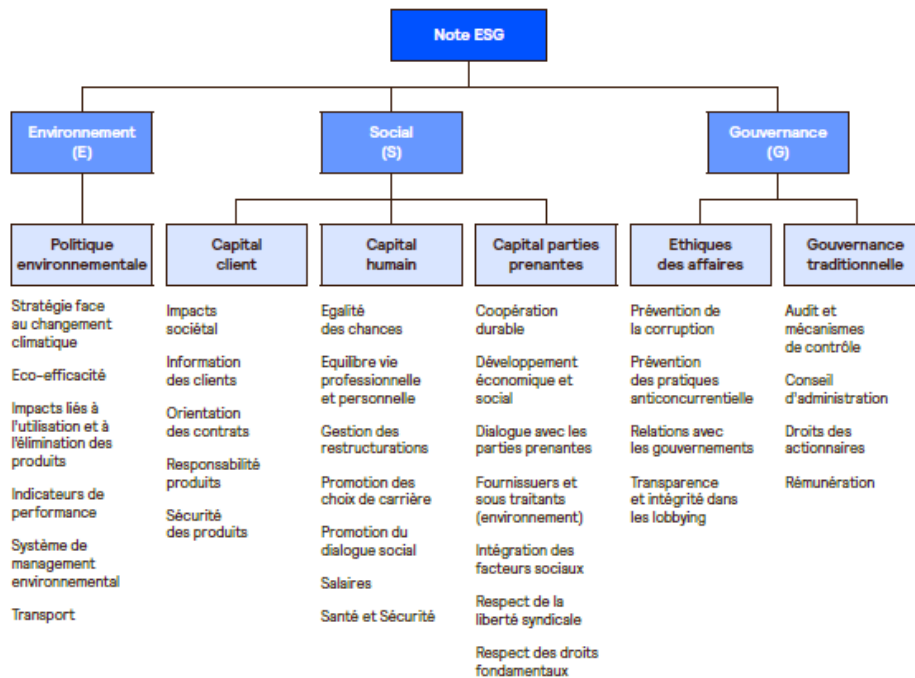 Note ESG
Environnement
(E)
Social
(S)
Gouvernance
(G)
Politique
environnementale
Capital
client
Capital
humain
Capital parties
prenantes
Ethiques
des affaires
Gouvernance
traditionnelle
Stratégie face
au changement
climatique
Eco-efficacité
Impacts liés à
l'utilisation et à
l'élimination des
produits
Indicateurs de
performance
Système de
management
environnemental
Transport
Impacts
sociétal
Information
des clients
Orientation
des contrats
Responsabilité
produits
Sécurité
des produits
Egalité
des chances
Equilibre vie
professionnelle
et personnelle
Gestion des
restructurations
Promotion des
choix de carrière
Promotion du
dialogue social
Salaires
Santé et Sécurité
Coopération
durable
Développement
économique et
social
Dialogue avec les
parties prenantes
Fournissuers et
sous traitants
(environnement)
Intégration des
facteurs sociaux
Respect de la
liberté syndicale
Respect des droits
fondamentaux
Prévention de
la corruption
Prévention
des pratiques
anticoncurrentielle
Relations avec
les gouvernements
Transparence
et intégrité dans
les lobbying
Audit et
mécanismes
de contrôle
Conseil
d'administration
Droits des
actionnaires
Rémunération